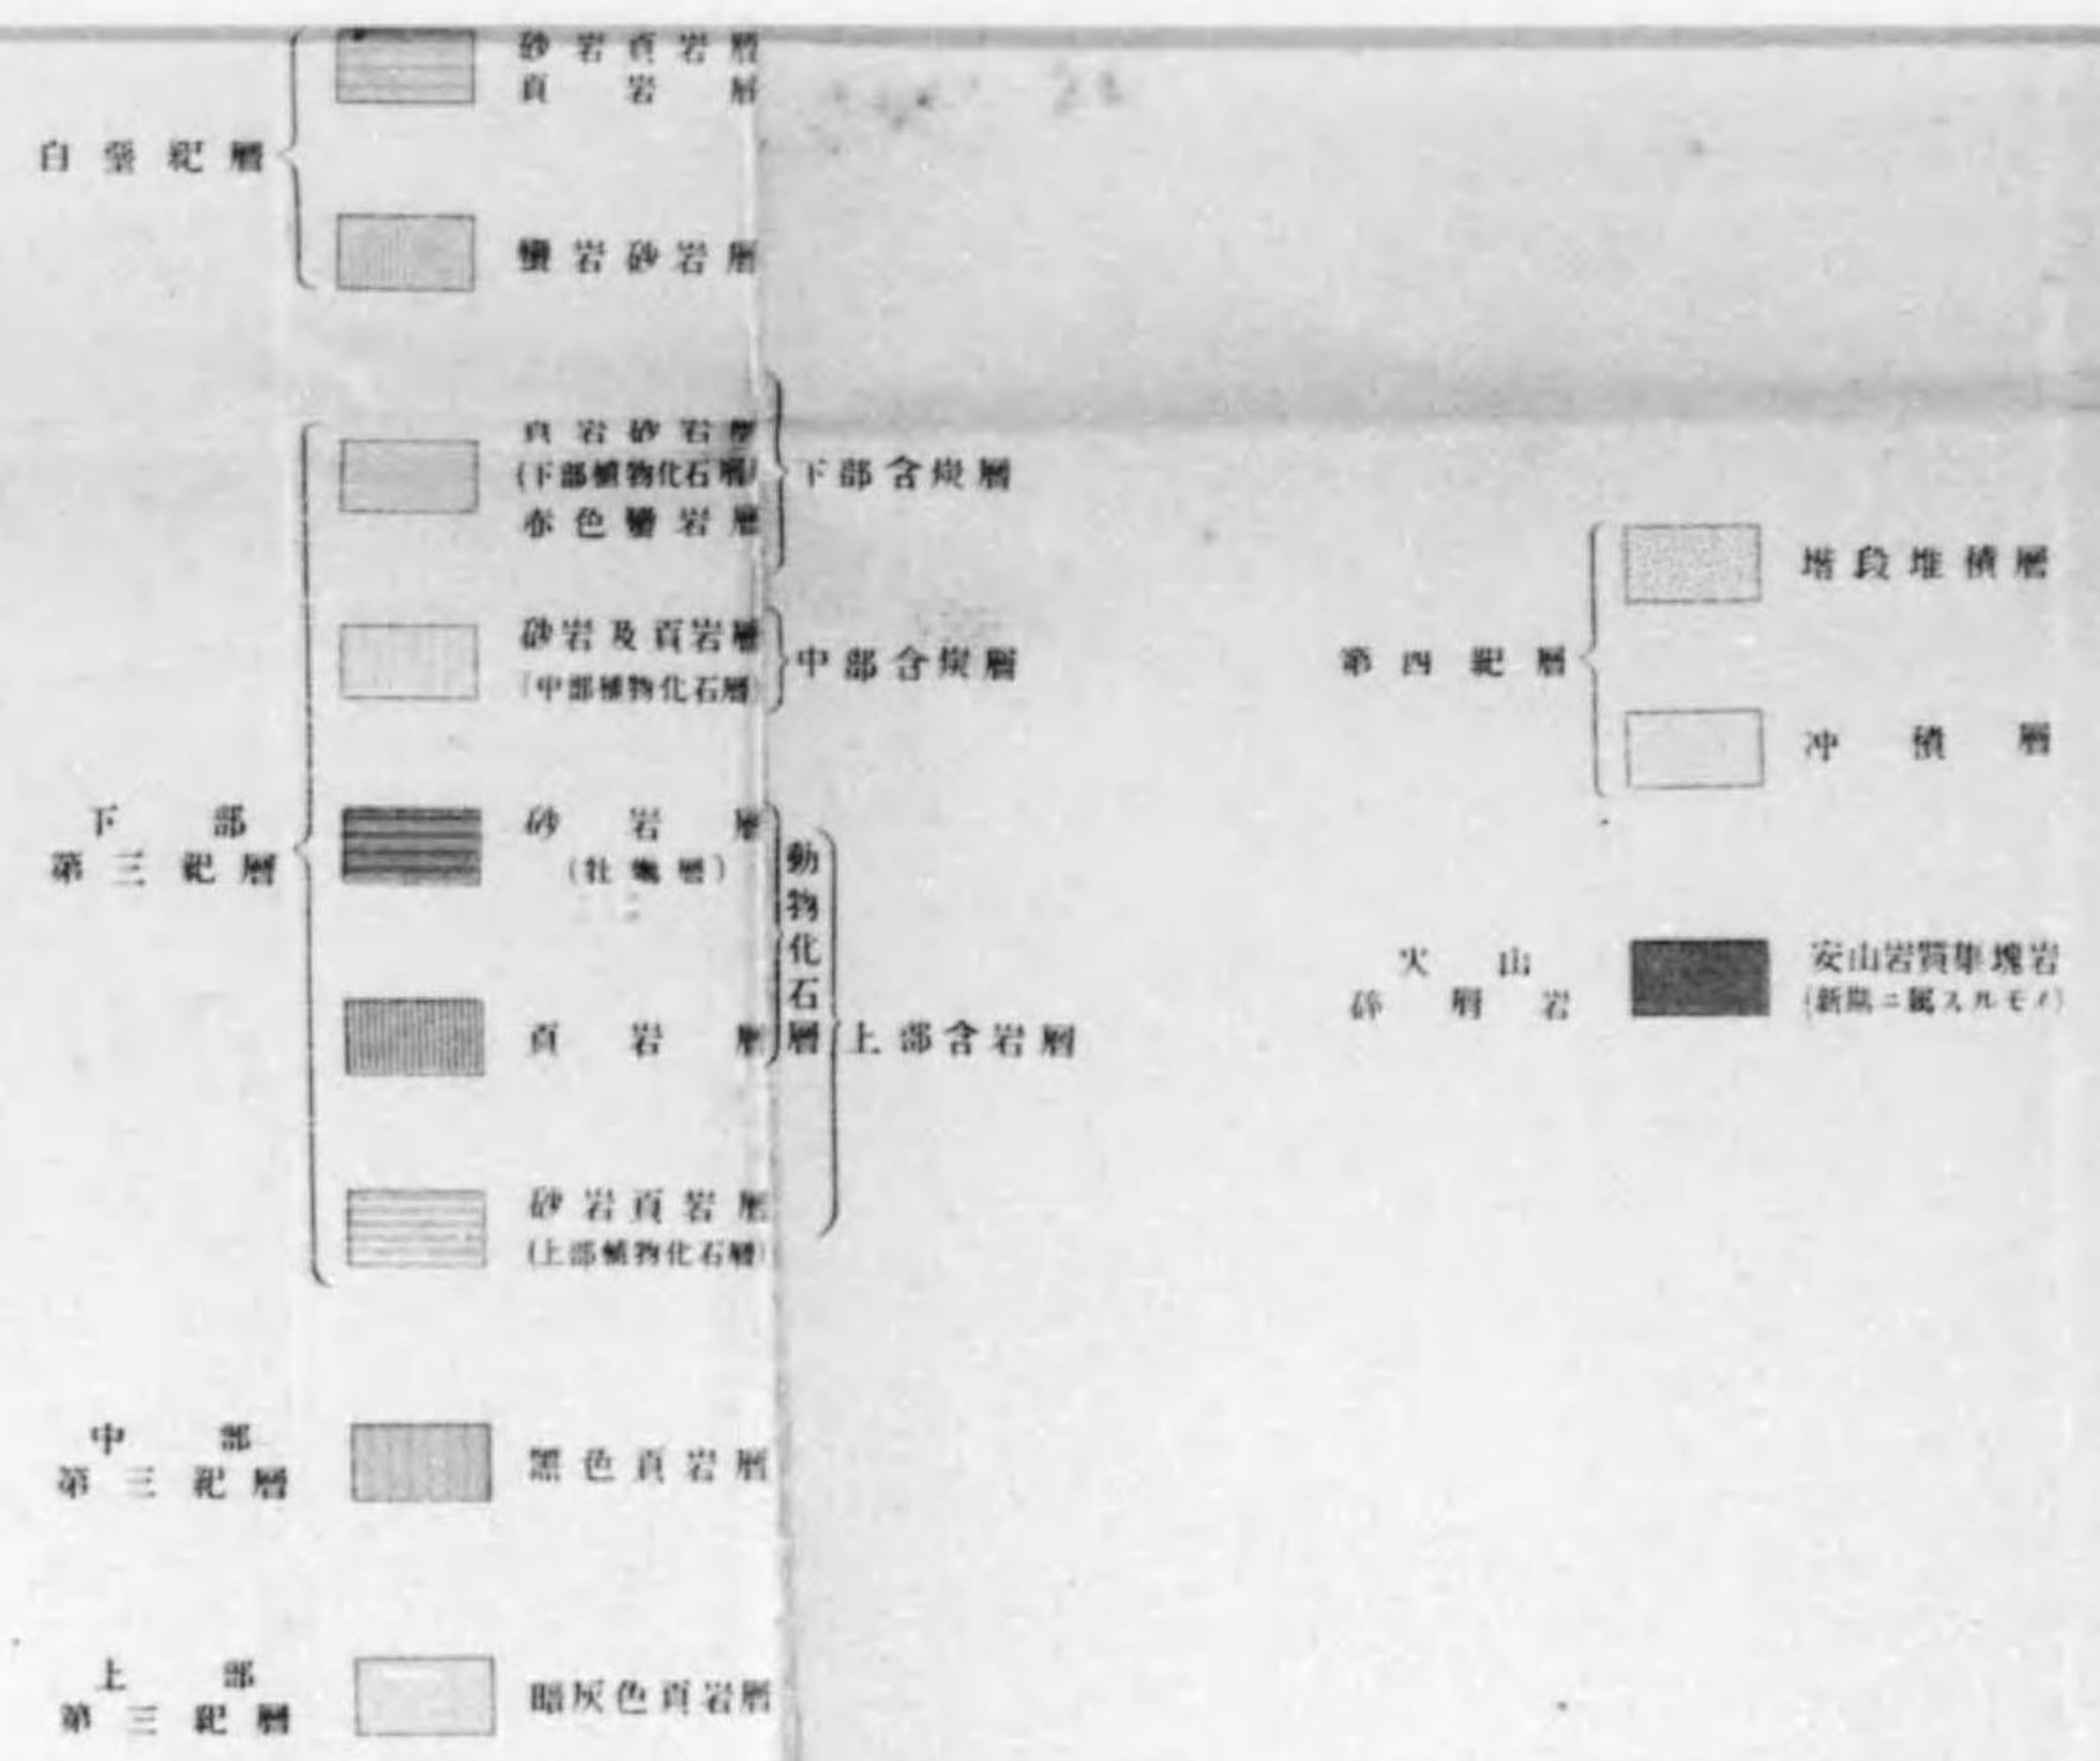 白堊紀層
砂岩頁岩層
頁岩層
蠻岩砂岩層
下部
第三紀層
頁岩砂岩層
(下部植物化石層)
赤色蠻岩層
下部含炭層
砂岩及頁岩層
(中部植物化石層)
中部含炭層
砂岩層
(牡蠣層)
頁岩層
動物化石層
砂岩頁岩層
(上部植物化石層)
上部含岩層
中部
第三紀層
黑色頁岩層
上部
第三紀層
暗灰色頁岩層
第四紀層
堦段堆積層
冲積層
火山
碎屑岩
安山岩質集塊岩
(新期ニ屬スルモノ)